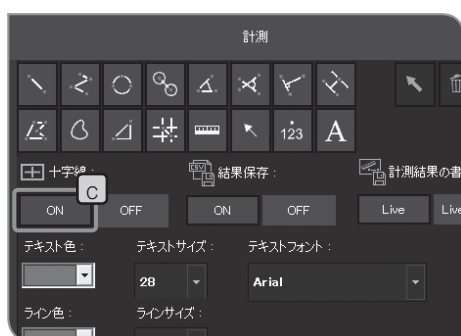 計測
123 A
十字線: 結果保存: 計測結果の書
C
ON OFF ON OFF Live Live
テキスト色: テキストサイズ: テキストフォント:
28 Arial
ライン色: ラインサイズ: